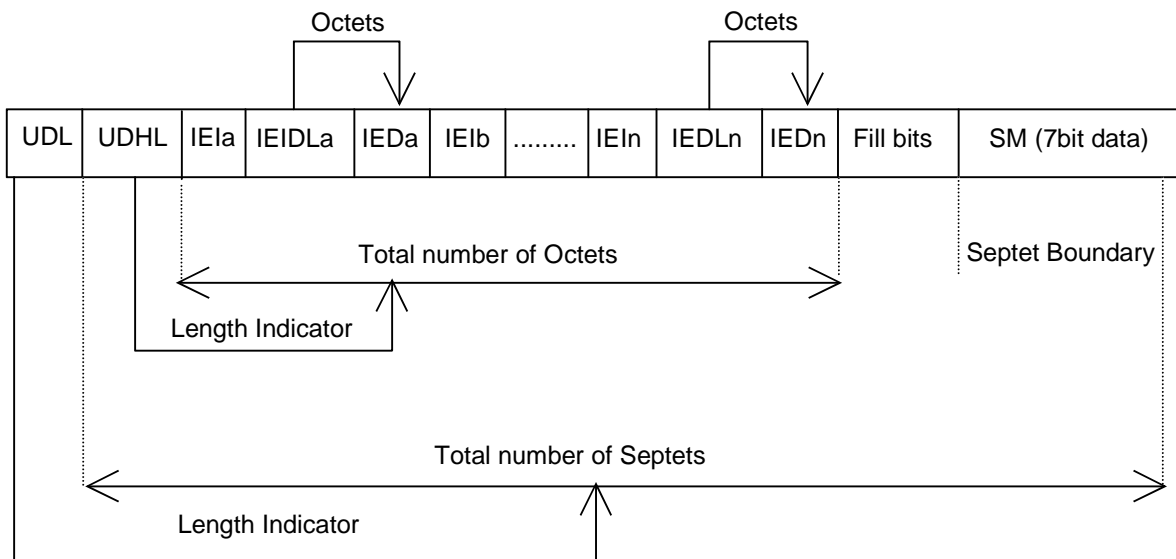 Octets Octets
UDL UDHL IEIa IEIDLa IEDa IEIb ......... IEIn IEDLn IEDn Fill bits SM (7bit data)
Total number of Octets Septet Boundary
Length Indicator
Total number of Septets
Length Indicator